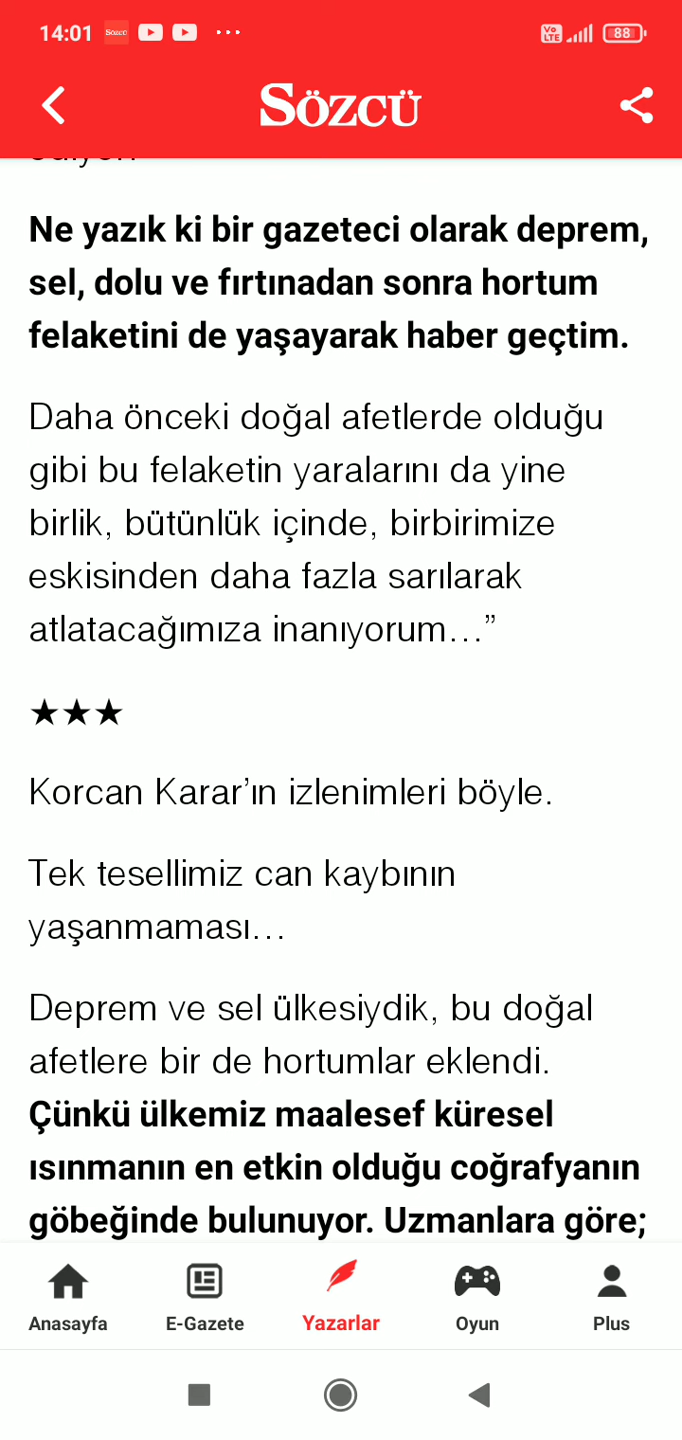 14:01
Sözcü
Vo LTE
88
SÖZCÜ
Ne yazık ki bir gazeteci olarak deprem,
sel, dolu ve fırtınadan sonra hortum
felaketini de yaşayarak haber geçtim.
Daha önceki doğal afetlerde olduğu
gibi bu felaketin yaralarını da yine
birlik, bütünlük içinde, birbirimize
eskisinden daha fazla sarılarak
atlatacağımıza inanıyorum...”
★★★
Korcan Karar’ın izlenimleri böyle.
Tek tesellimiz can kaybının
yaşanmaması...
Deprem ve sel ülkesiydik, bu doğal
afetlere bir de hortumlar eklendi.
Çünkü ülkemiz maalesef küresel
ısınmanın en etkin olduğu coğrafyanın
göbeğinde bulunuyor. Uzmanlara göre;
Anasayfa
E-Gazete
Yazarlar
Oyun
Plus